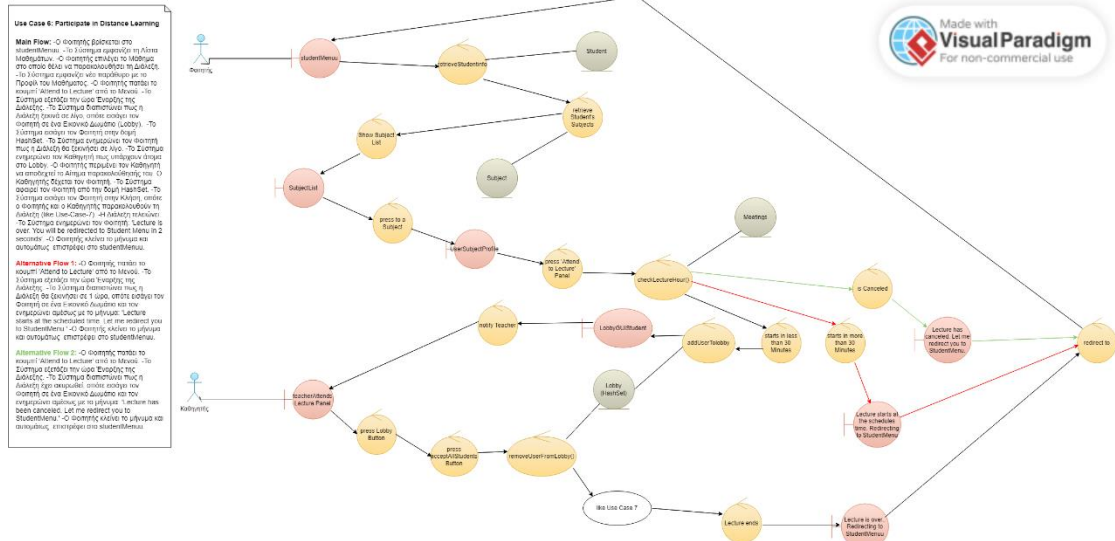 Use Case 6: Participate in Distance Learning
Main Flow: -Ο Φοιτητής βρίσκεται στο
studentMenuu. -Το Σύστημα εμφανίζει τη Λίστα
Μαθημάτων. -Ο Φοιτητής επιλέγει το Μάθημα
στο οποίο θέλει να παρακολουθήσει τη Διάλεξη.
-Το Σύστημα εμφανίζει νέο παράθυρο με το
Προφίλ του Μαθήματος. -Ο Φοιτητής πατάει το
κουμπί 'Attend to Lecture' από το Μενού. -Το
Σύστημα εξετάζει την ώρα Έναρξης της
Διάλεξης. -Το Σύστημα διαπιστώνει πως η
Διάλεξη ξεκινά σε λίγο, οπότε εισάγει τον
Φοιτητή σε ένα Εικονικό Δωμάτιο (Lobby). -Το
Σύστημα εισάγει τον Φοιτητή στην δομή
HashSet. -Το Σύστημα ενημερώνει τον Φοιτητή
πως η Διάλεξη θα ξεκινήσει σε λίγο. -Το Σύστημα
ενημερώνει τον Καθηγητή πως υπάρχουν άτομα
στο Lobby. -Ο Φοιτητής περιμένει τον Καθηγητή
να αποδεχτεί το Αίτημα παρακολούθησής του. Ο
Καθηγητής δέχεται τον Φοιτητή. -Το Σύστημα
αφαιρεί τον Φοιτητή από την δομή HashSet. -Το
Σύστημα εισάγει τον Φοιτητή στην Κλήση, οπότε
ο Φοιτητής και ο Καθηγητής παρακολουθούν τη
Διάλεξη (like Use-Case-7). -Η Διάλεξη τελειώνει.
-Το Σύστημα ενημερώνει τον Φοιτητή: 'Lecture is
over. You will be redirected to Student Menu in 2
seconds'. -Ο Φοιτητής κλείνει το μήνυμα και
αυτομάτως επιστρέφει στο studentMenuu.
Alternative Flow 1: -Ο Φοιτητής πατάει το
κουμπί 'Attend to Lecture' από το Μενού. -Το
Σύστημα εξετάζει την ώρα Έναρξης της
Διάλεξης. -Το Σύστημα διαπιστώνει πως η
Διάλεξη θα ξεκινήσει σε 1 ώρα, οπότε εισάγει τον
Φοιτητή σε ένα Εικονικό Δωμάτιο και τον
ενημερώνει αμέσως με το μήνυμα: 'Lecture
starts at the scheduled time. Let me redirect you
to StudentMenu.' -Ο Φοιτητής κλείνει το μήνυμα
και αυτομάτως επιστρέφει στο studentMenuu.
Alternative Flow 2: -Ο Φοιτητής πατάει το
κουμπί 'Attend to Lecture' από το Μενού. -Το
Σύστημα εξετάζει την ώρα Έναρξης της
Διάλεξης. -Το Σύστημα διαπιστώνει πως η
Διάλεξη έχει ακυρωθεί, οπότε εισάγει τον
Φοιτητή σε ένα Εικονικό Δωμάτιο και τον
ενημερώνει αμέσως με το μήνυμα: 'Lecture has
been canceled. Let me redirect you to
StudentMenu.' -Ο Φοιτητής κλείνει το μήνυμα και
αυτομάτως επιστρέφει στο studentMenuu.
Made with
Visual Paradigm
For non-commercial use
Φοιτητής
studentMenuu
retrieveStudentInfo
Student
retrieve
Student's
Subjects
Show Subject
List
SubjectList
Subject
press to a
Subject
UserSubjectProfile
press 'Attend
to Lecture'
Panel
checkLectureHour()
Meetings
is Canceled
notify Teacher
LobbyGUIStudent
addUserTolobby
starts in less
than 30
Minutes
starts in more
than 30
Minutes
Lecture has
canceled. Let me
redirect you to
StudentMenu.
redirect to
Καθηγητής
teacherAttends
Lecture Panel
Lobby
(HashSet)
Lecture starts at
the schedules
time. Redirecting
to StudentMenu
press Lobby
Button
press
acceptAllStudents
Button
removeUserFromLobby()
like Use Case 7
Lecture ends
Lecture is over.
Redirecting to
StudentMenuu